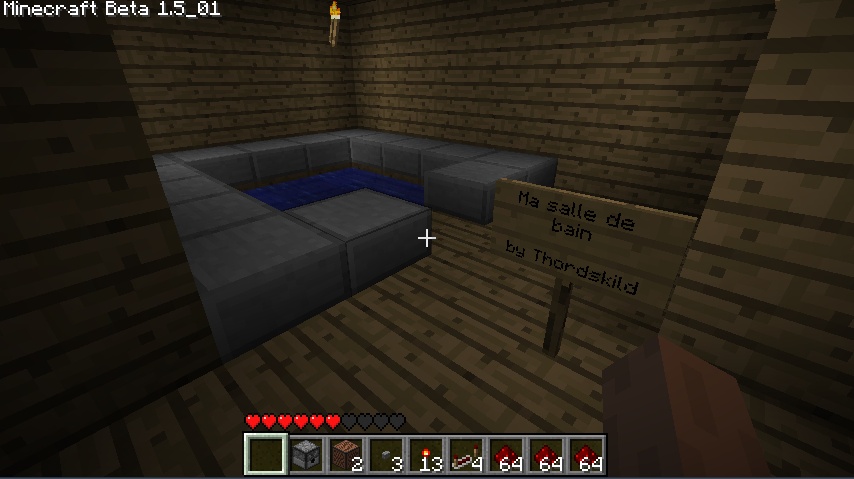 Minecraft Beta 1.5_01
Ma salle de
bain
by Thordskild
2 3 13 4 64 64 64